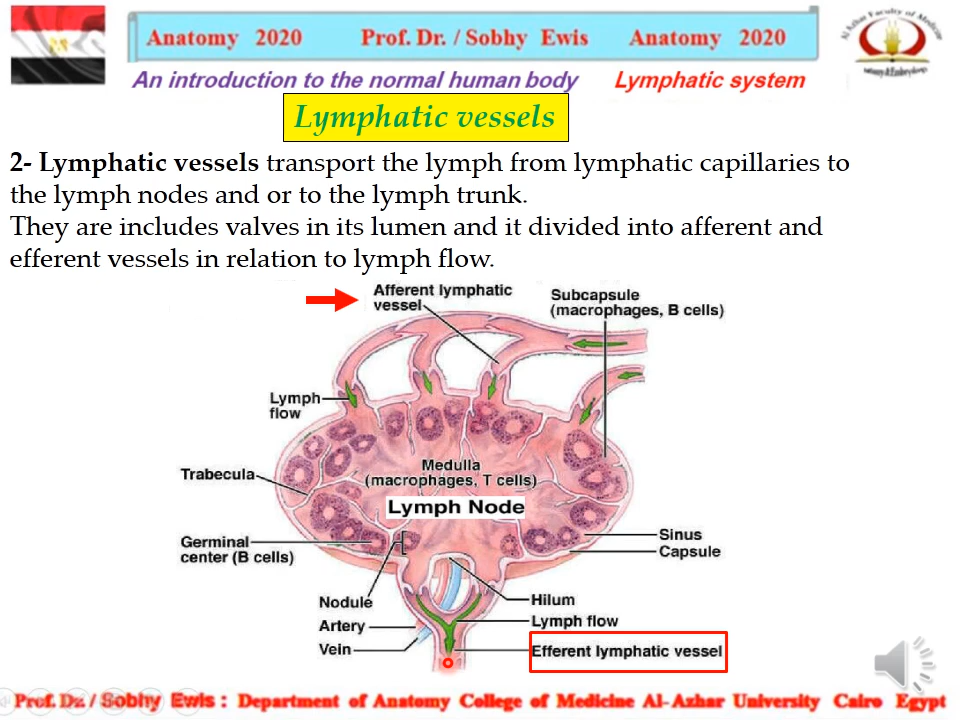 Anatomy 2020 Prof. Dr. / Sobhy Ewis Anatomy 2020
An introduction to the normal human body Lymphatic system
Lymphatic vessels
2- Lymphatic vessels transport the lymph from lymphatic capillaries to
the lymph nodes and or to the lymph trunk.
They are includes valves in its lumen and it divided into afferent and
efferent vessels in relation to lymph flow.
Afferent lymphatic
vessel
Subcapsule
(macrophages, B cells)
Lymph
flow
Trabecula
Medulla
(macrophages, T cells)
Lymph Node
Germinal
center (B cells)
Sinus
Capsule
Nodule
Artery
Vein
Hilum
Lymph flow
Efferent lymphatic vessel
Prof. Dr. / Sobhy Ewis : Department of Anatomy College of Medicine Al-Azhar University Cairo Egypt